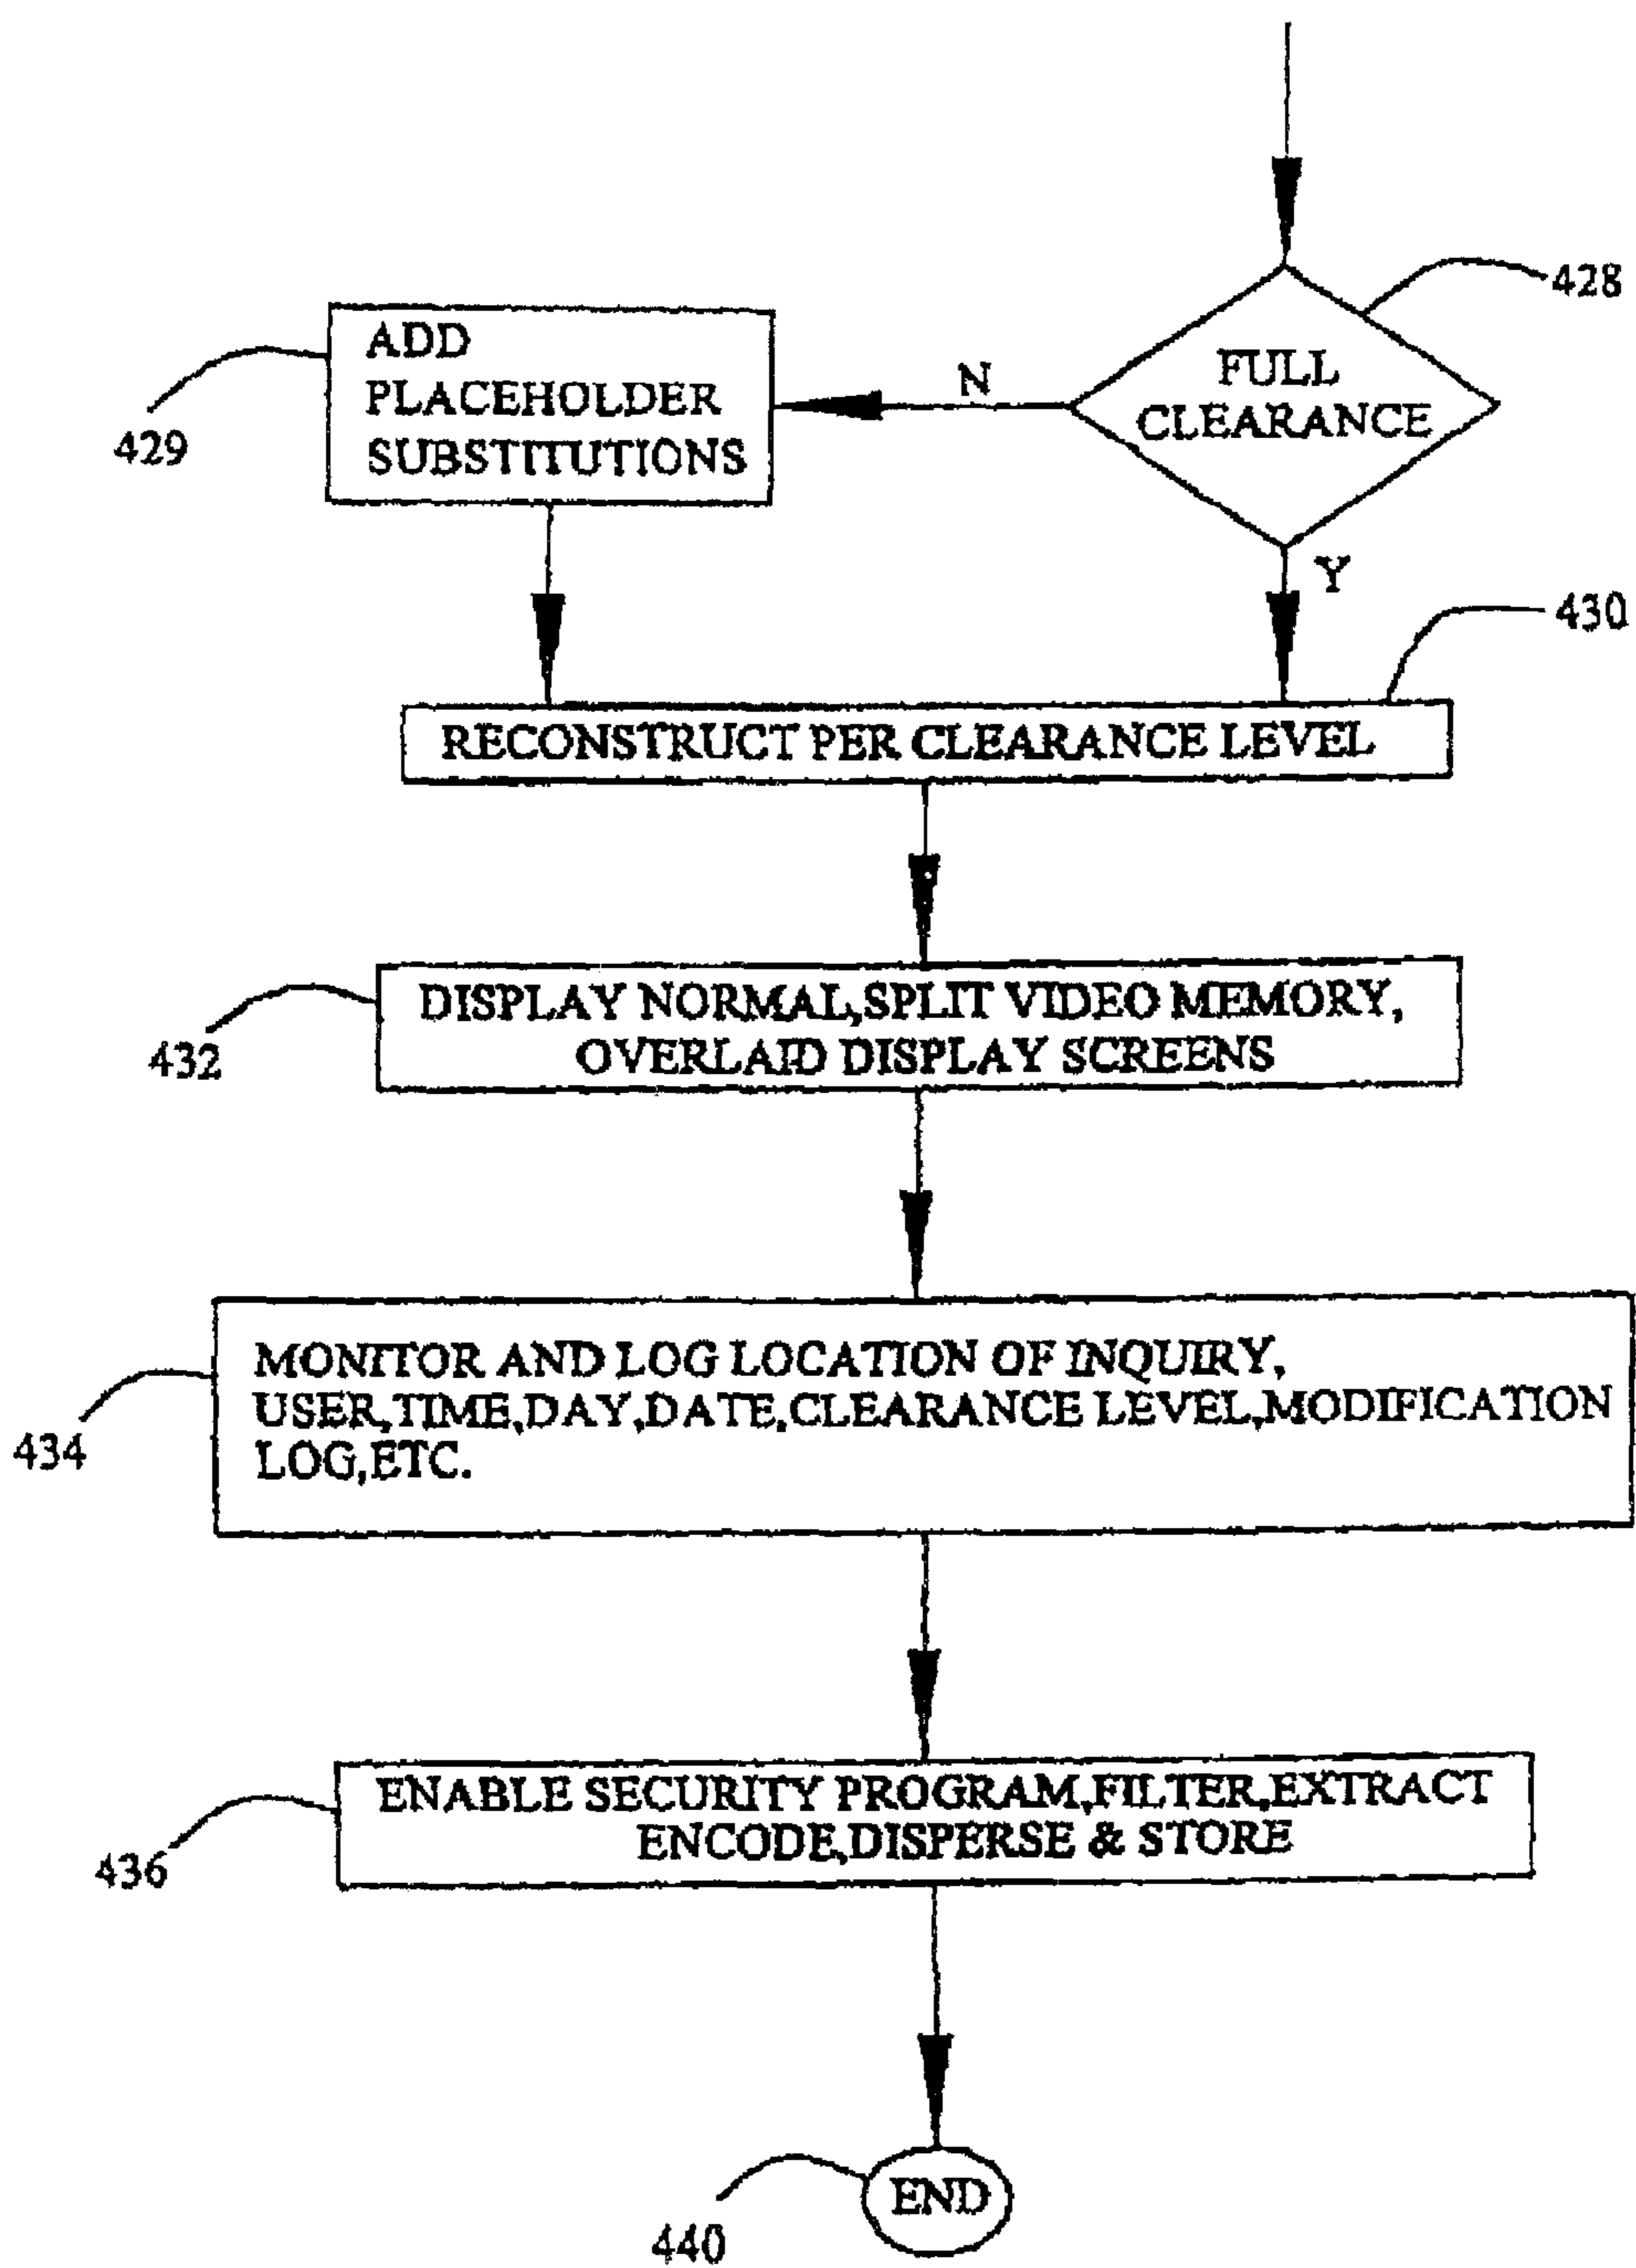 428
FULL
CLEARANCE
N
ADD
PLACEHOLDER
SUBSTITUTIONS
429
Y
430
RECONSTRUCT PER CLEARANCE LEVEL
DISPLAY NORMAL,SPLIT VIDEO MEMORY,
OVERLAID DISPLAY SCREENS
432
MONITOR AND LOG LOCATION OF INQUIRY,
USER,TIME,DAY,DATE,CLEARANCE LEVEL,MODIFICATION
LOG,ETC.
434
ENABLE SECURITY PROGRAM,FILTER,EXTRACT
ENCODE,DISPERSE & STORE
436
END
440